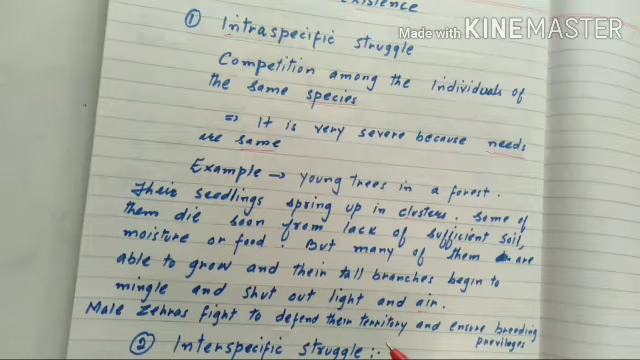 Existence
Made with KINEMASTER
① Intraspecific struggle
Competition among the individuals of
the same species
⇒ It is very severe because needs
are same
Example → Young trees in a forest.
Their seedlings spring up in clusters. Some of
them die soon from lack of sufficient soil,
moisture or food. But many of them are
able to grow and their tall branches begin to
mingle and shut out light and air.
Male Zebras fight to defend their territory and ensure breeding
previleges
② Interspecific struggle :-